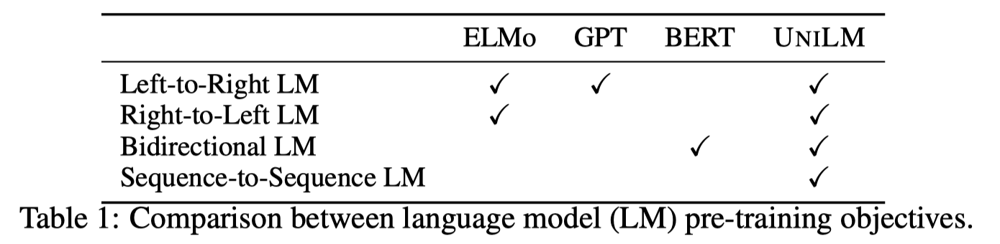 ELMo GPT BERT UNILM
Left-to-Right LM ✓ ✓ ✓
Right-to-Left LM ✓ ✓
Bidirectional LM ✓ ✓
Sequence-to-Sequence LM ✓
Table 1: Comparison between language model (LM) pre-training objectives.